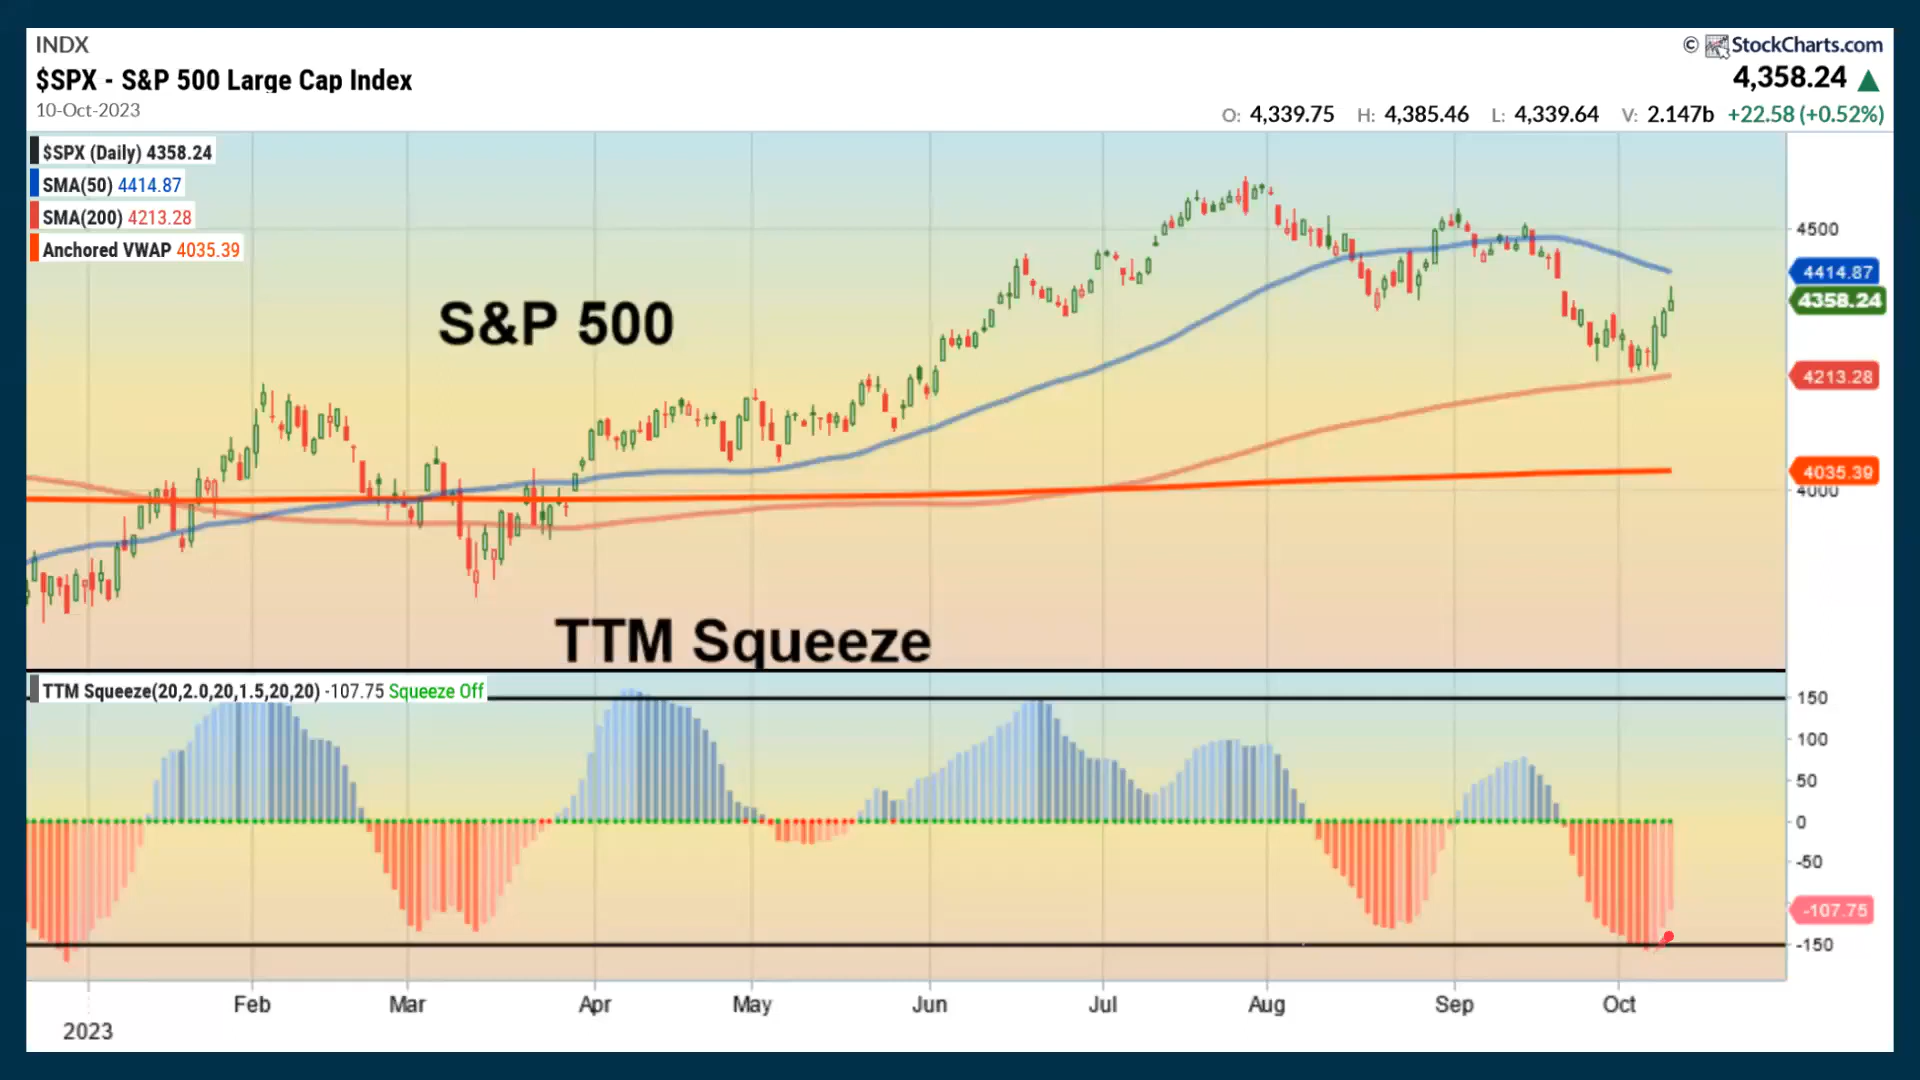 INDX
© StockCharts.com
$SPX - S&P 500 Large Cap Index
4,358.24
10-Oct-2023
O: 4,339.75 H: 4,385.46 L: 4,339.64 V: 2.147b +22.58 (+0.52%)
$SPX (Daily) 4358.24
SMA(50) 4414.87
SMA(200) 4213.28
Anchored VWAP 4035.39
S&P 500
4500
4414.87
4358.24
4213.28
4035.39
4000
TTM Squeeze
TTM Squeeze(20,2.0,20,1.5,20,20) -107.75 Squeeze Off
150
100
50
0
-50
-107.75
-150
Feb Mar Apr May Jun Jul Aug Sep Oct
2023